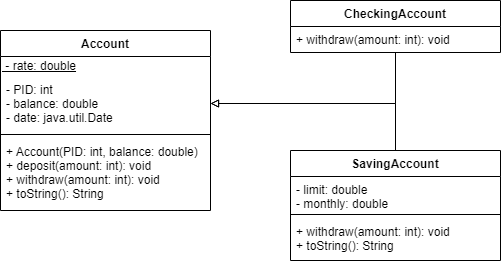 Account
- rate: double
- PID: int
- balance: double
- date: java.util.Date
+ Account(PID: int, balance: double)
+ deposit(amount: int): void
+ withdraw(amount: int): void
+ toString(): String
CheckingAccount
+ withdraw(amount: int): void
SavingAccount
- limit: double
- monthly: double
+ withdraw(amount: int): void
+ toString(): String